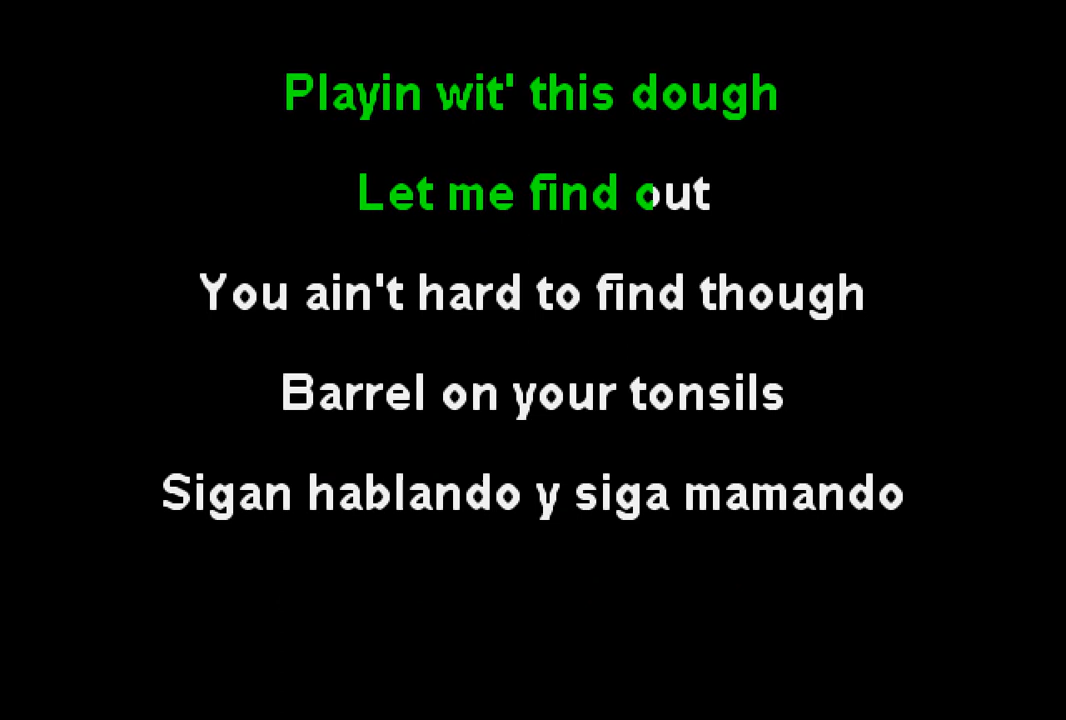 Playin wit' this dough
Let me find out
You ain't hard to find though
Barrel on your tonsils
Sigan hablando y siga mamando